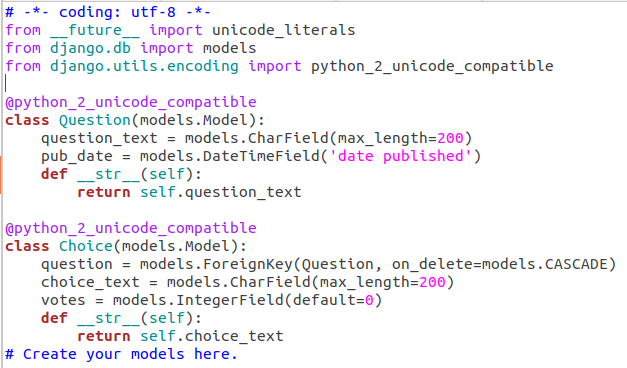 # -*- coding: utf-8 -*-
from __future__ import unicode_literals
from django.db import models
from django.utils.encoding import python_2_unicode_compatible

@python_2_unicode_compatible
class Question(models.Model):
    question_text = models.CharField(max_length=200)
    pub_date = models.DateTimeField('date published')
    def __str__(self):
        return self.question_text

@python_2_unicode_compatible
class Choice(models.Model):
    question = models.ForeignKey(Question, on_delete=models.CASCADE)
    choice_text = models.CharField(max_length=200)
    votes = models.IntegerField(default=0)
    def __str__(self):
        return self.choice_text
# Create your models here.